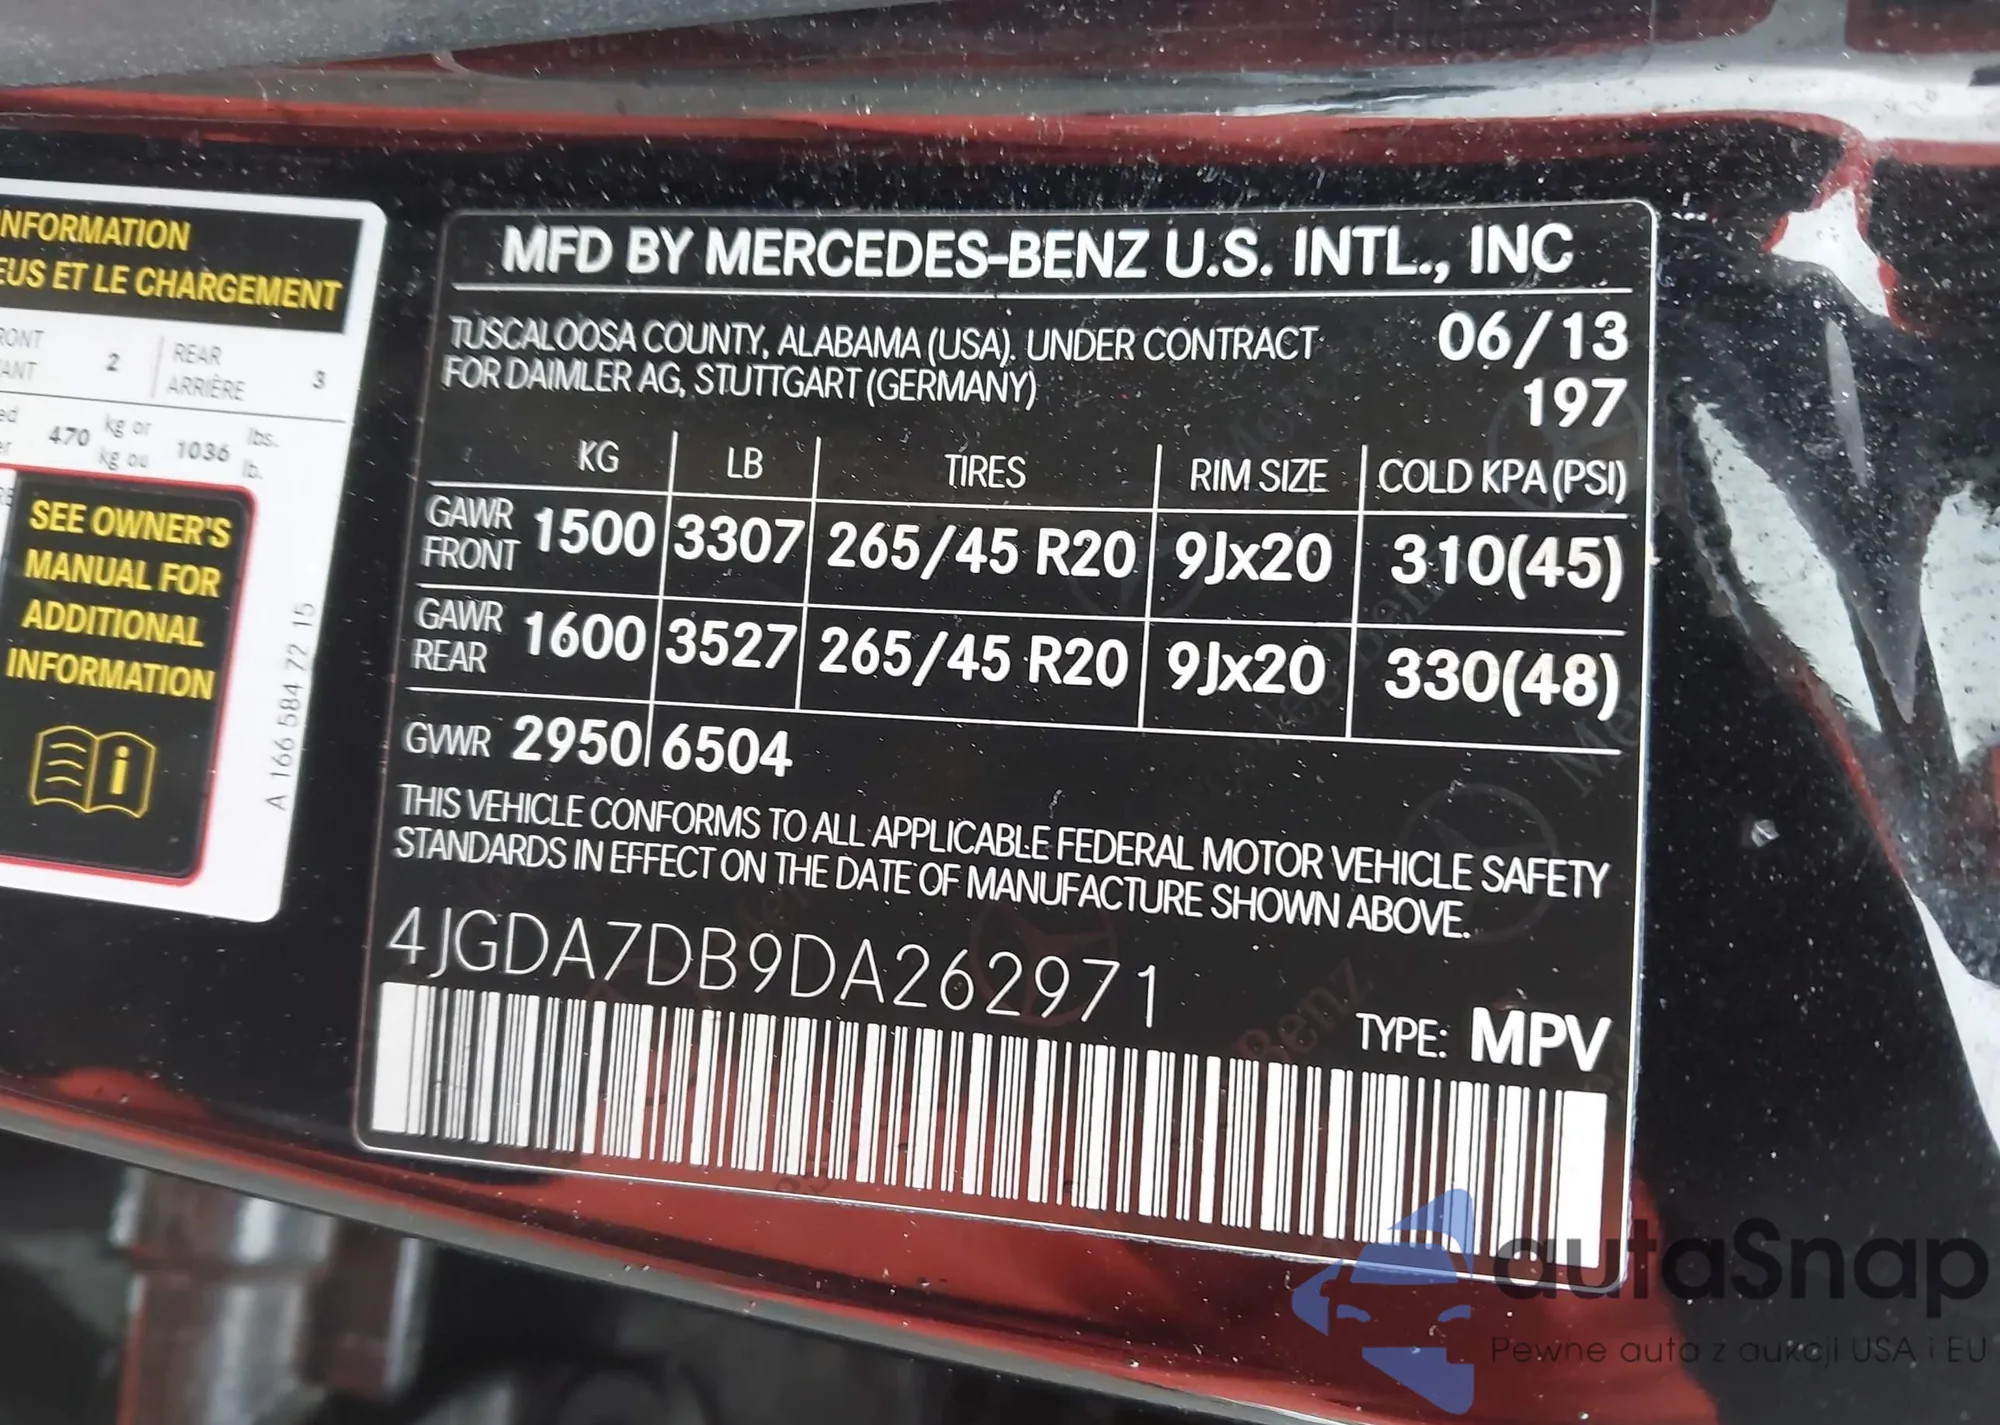 NFORMATION
EUS ET LE CHARGEMENT
2
REAR
ARRIÈRE
3
470
kg or
kg ou
1036
lbs.
lb.
SEE OWNER'S
MANUAL FOR
ADDITIONAL
INFORMATION
A 166 584 72 15
MFD BY MERCEDES-BENZ U.S. INTL., INC
TUSCALOOSA COUNTY, ALABAMA (USA). UNDER CONTRACT
FOR DAIMLER AG, STUTTGART (GERMANY)
06/13
197
KG LB TIRES RIM SIZE COLD KPA (PSI)
GAWR FRONT 1500 3307 265/45 R20 9Jx20 310(45)
GAWR REAR 1600 3527 265/45 R20 9Jx20 330(48)
GVWR 2950 6504
THIS VEHICLE CONFORMS TO ALL APPLICABLE FEDERAL MOTOR VEHICLE SAFETY
STANDARDS IN EFFECT ON THE DATE OF MANUFACTURE SHOWN ABOVE.
4JGDA7DB9DA262971
TYPE: MPV
autaSnap
Pewne auta z aukcji USA i EU